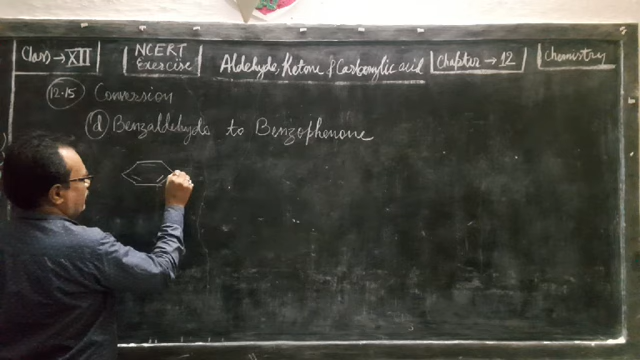 Class → XII
NCERT
Exercise
Aldehyde, Ketone & Carboxylic acid
Chapter → 12
Chemistry
12.15 Conversion
(d) Benzaldehyde to Benzophenone